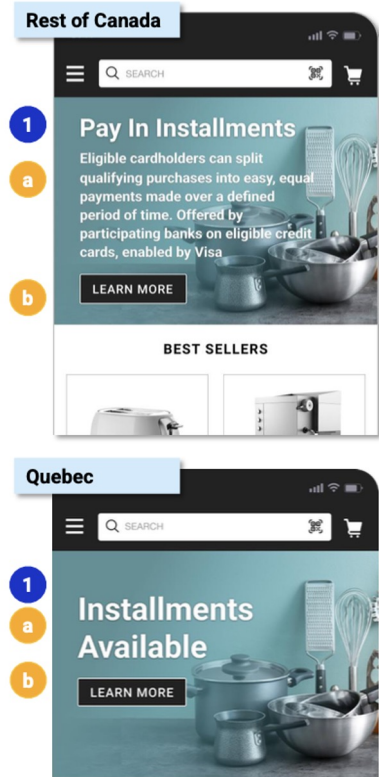 Rest of Canada
SEARCH
1
Pay In Installments
a
Eligible cardholders can split
qualifying purchases into easy, equal
payments made over a defined
period of time. Offered by
participating banks on eligible credit
cards, enabled by Visa
b
LEARN MORE
BEST SELLERS
Quebec
SEARCH
1
a
Installments
Available
b
LEARN MORE